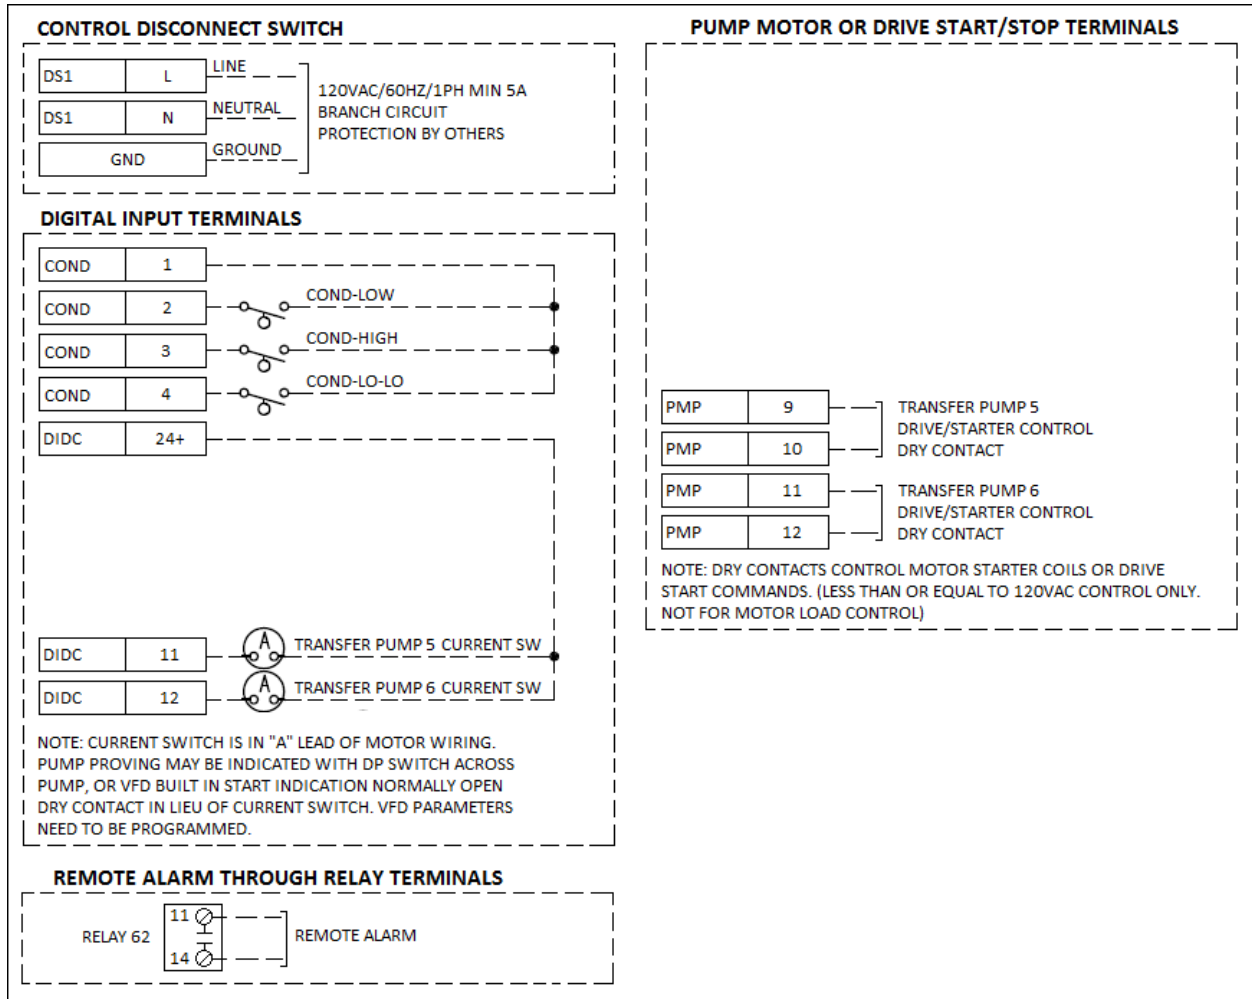 CONTROL DISCONNECT SWITCH
DS1 L LINE
DS1 N NEUTRAL
GND GROUND
120VAC/60HZ/1PH MIN 5A
BRANCH CIRCUIT
PROTECTION BY OTHERS
DIGITAL INPUT TERMINALS
COND 1
COND 2 COND-LOW
COND 3 COND-HIGH
COND 4 COND-LO-LO
DIDC 24+
DIDC 11 A TRANSFER PUMP 5 CURRENT SW
DIDC 12 A TRANSFER PUMP 6 CURRENT SW
NOTE: CURRENT SWITCH IS IN "A" LEAD OF MOTOR WIRING.
PUMP PROVING MAY BE INDICATED WITH DP SWITCH ACROSS
PUMP, OR VFD BUILT IN START INDICATION NORMALLY OPEN
DRY CONTACT IN LIEU OF CURRENT SWITCH. VFD PARAMETERS
NEED TO BE PROGRAMMED.
REMOTE ALARM THROUGH RELAY TERMINALS
RELAY 62
11
14
REMOTE ALARM
PUMP MOTOR OR DRIVE START/STOP TERMINALS
PMP 9
PMP 10
TRANSFER PUMP 5
DRIVE/STARTER CONTROL
DRY CONTACT
PMP 11
PMP 12
TRANSFER PUMP 6
DRIVE/STARTER CONTROL
DRY CONTACT
NOTE: DRY CONTACTS CONTROL MOTOR STARTER COILS OR DRIVE
START COMMANDS. (LESS THAN OR EQUAL TO 120VAC CONTROL ONLY.
NOT FOR MOTOR LOAD CONTROL)